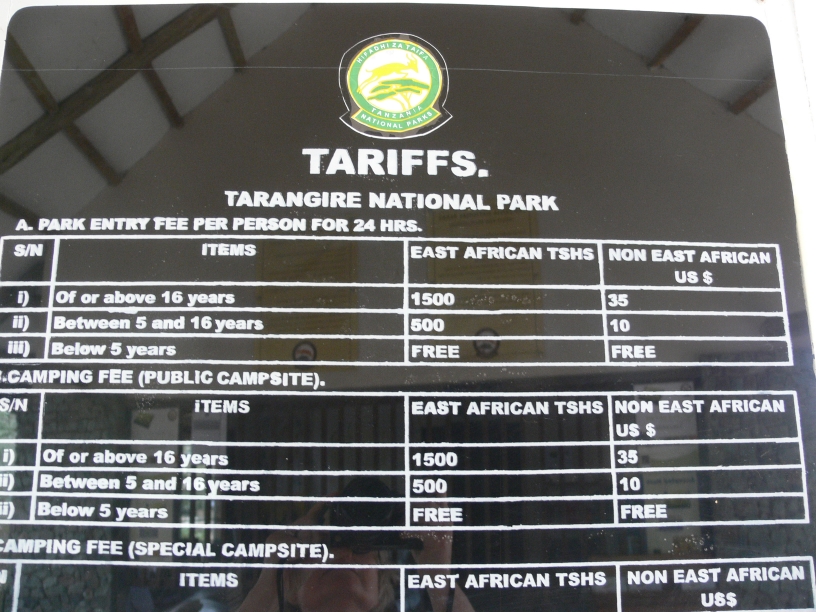 HIFADHI ZA TAIFA
TANZANIA
NATIONAL PARKS
TARIFFS.
TARANGIRE NATIONAL PARK
A. PARK ENTRY FEE PER PERSON FOR 24 HRS.
S/N ITEMS EAST AFRICAN TSHS NON EAST AFRICAN
US $
i) Of or above 16 years 1500 35
ii) Between 5 and 16 years 500 10
iii) Below 5 years FREE FREE
.CAMPING FEE (PUBLIC CAMPSITE).
S/N iTEMS EAST AFRICAN TSHS NON EAST AFRICAN
US $
i) Of or above 16 years 1500 35
ii) Between 5 and 16 years 500 10
ii) Below 5 years FREE FREE
CAMPING FEE (SPECIAL CAMPSITE).
N ITEMS EAST AFRICAN TSHS NON EAST AFRICAN
US$